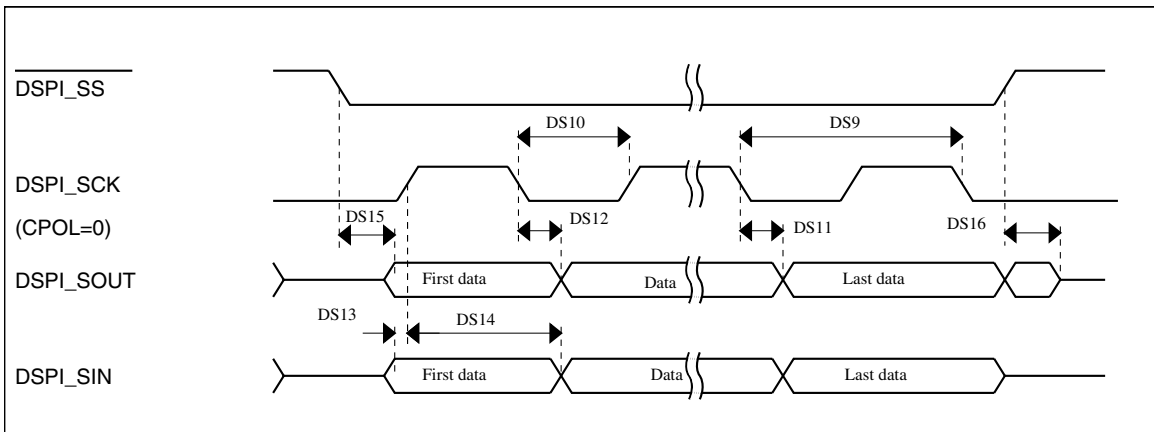 DSPI_SS
DS10
DS9
DSPI_SCK
(CPOL=0)
DS15
DS12
DS11
DS16
DSPI_SOUT
First data
Data
Last data
DS13
DS14
DSPI_SIN
First data
Data
Last data